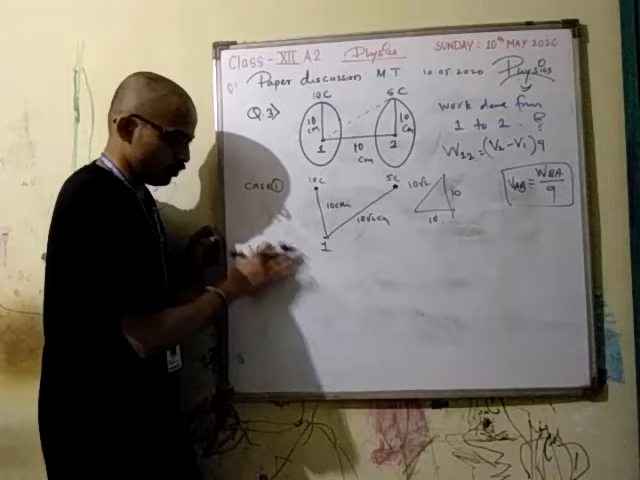 Class - XII A2 Physics SUNDAY: 10th MAY 2020
Paper discussion M.T 10.05.2020 Physics
Q.3)
10C 5C
10 cm 10 cm
1 2
10 cm
Work done from
1 to 2 = ?
W12 = (V2 - V1) q
VAB = WBA / q
Case ①
10C 5C
10cm 10√2cm
1
10√2 10
10